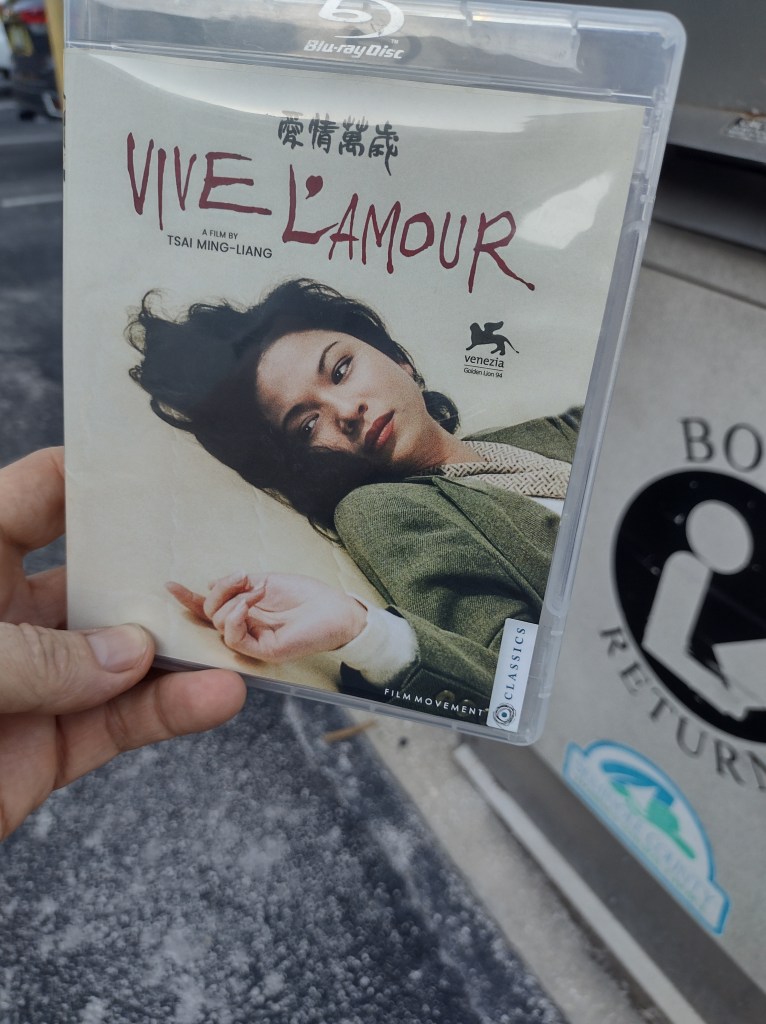 Blu-ray Disc
愛情萬歲
VIVE L'AMOUR
A FILM BY
TSAI MING-LIANG
venezia
Golden Lion 94
FILM MOVEMENT
CLASSICS
BO
RETURN